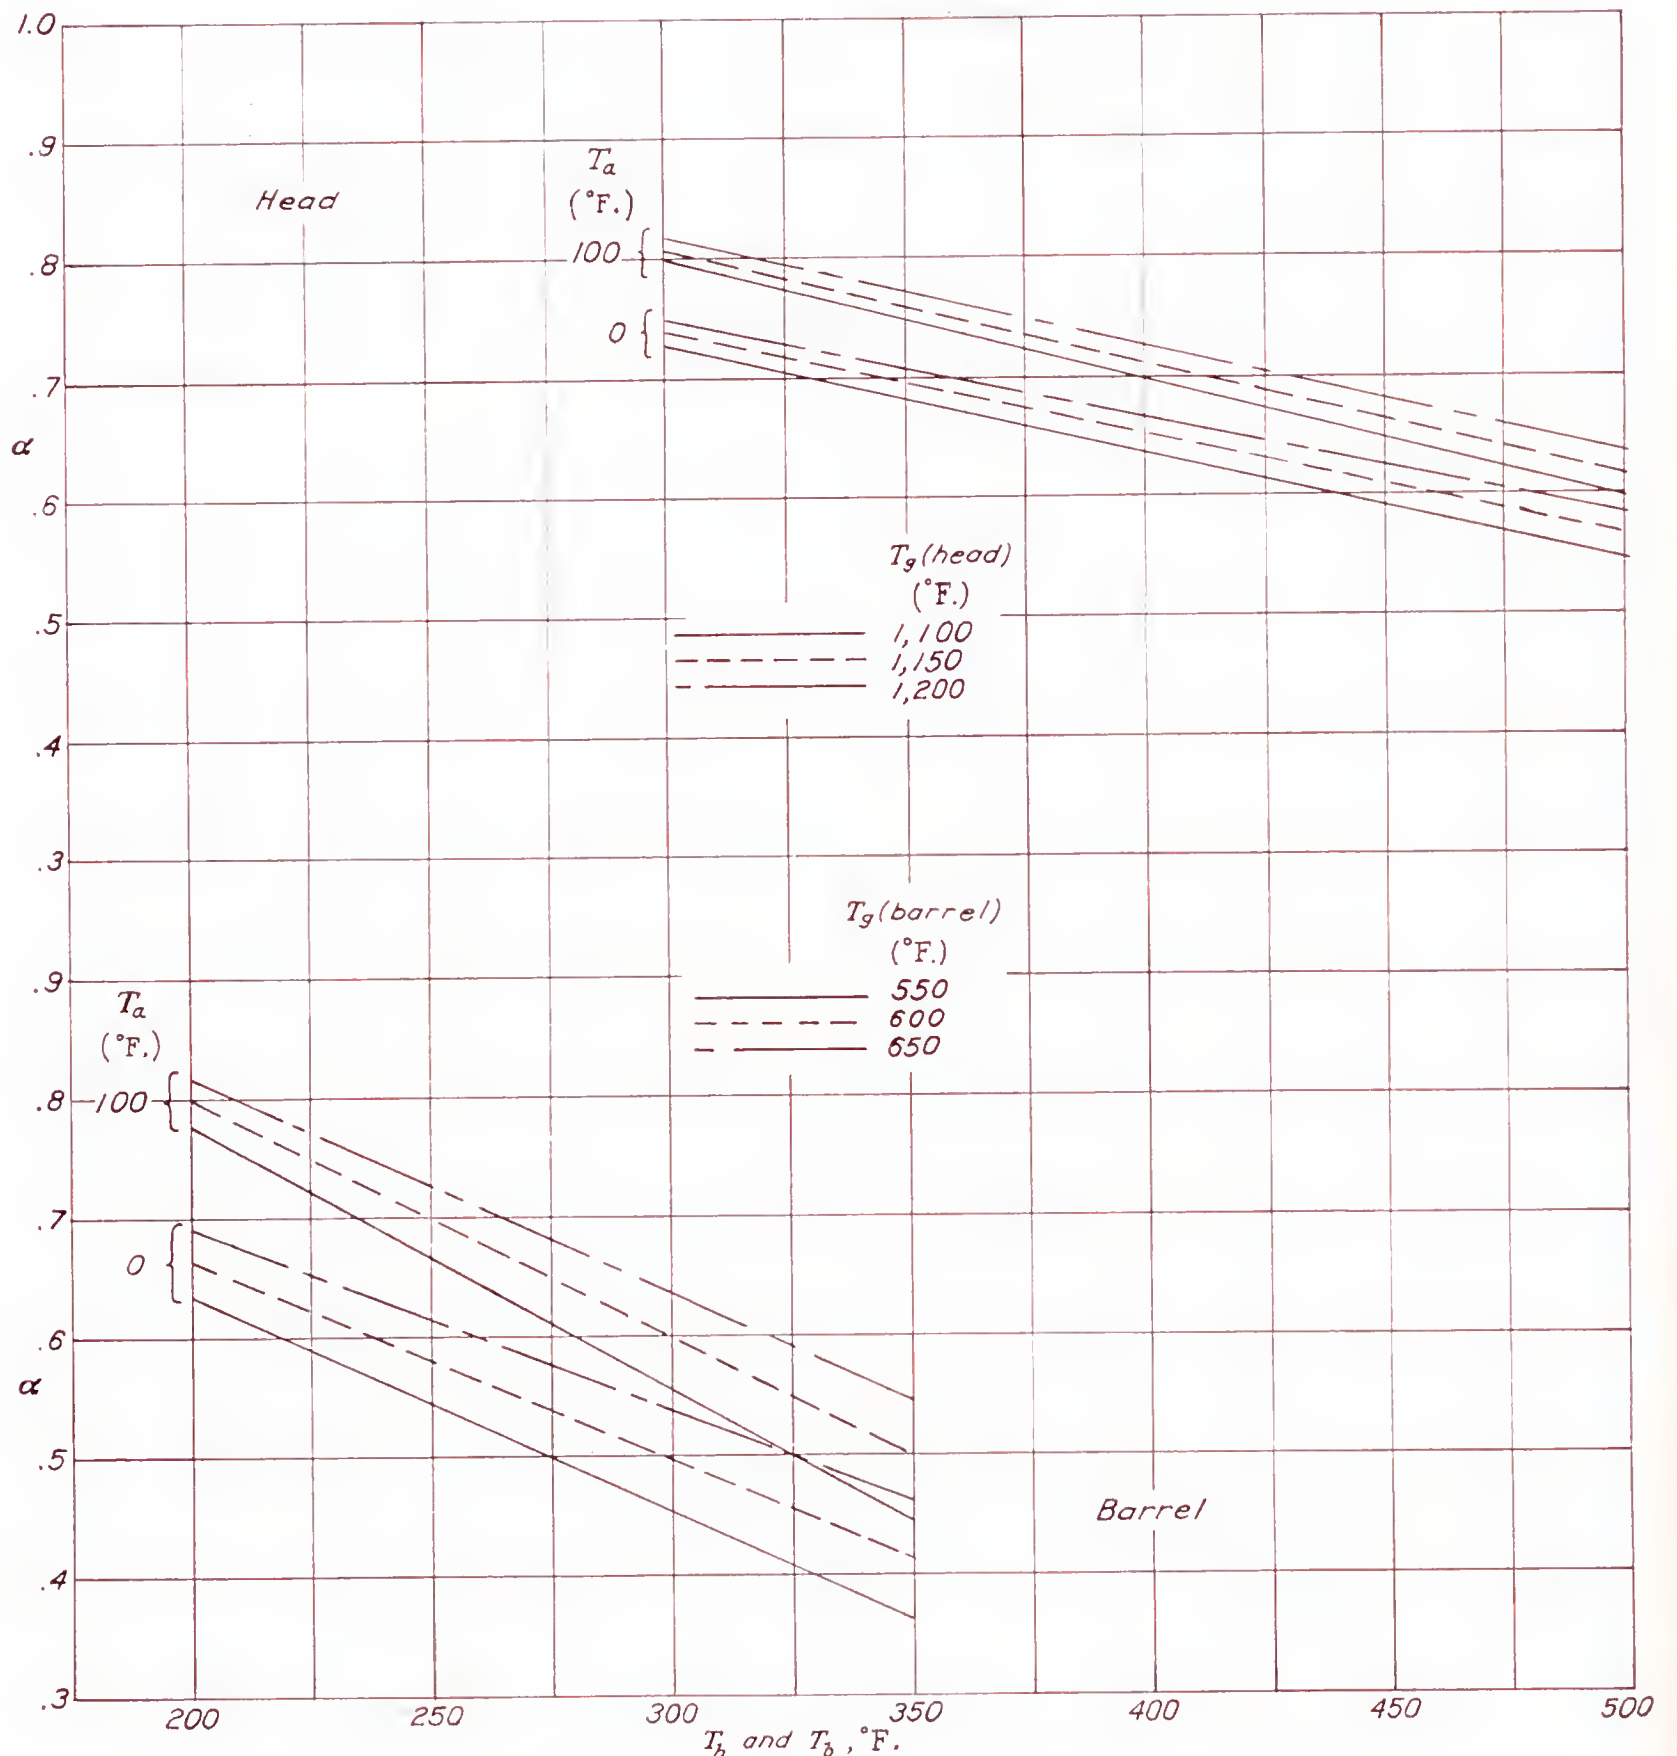 1.0
.9
.8
.7
α
.6
.5
.4
.3
Head
Ta
(°F.)
100
0
Tg (head)
(°F.)
1,100
1,150
1,200
Tg (barrel)
(°F.)
550
600
650
.9
.8
.7
.6
α
.5
.4
.3
Ta
(°F.)
100
0
Barrel
200 250 300 350 400 450 500
Th and Tb, °F.